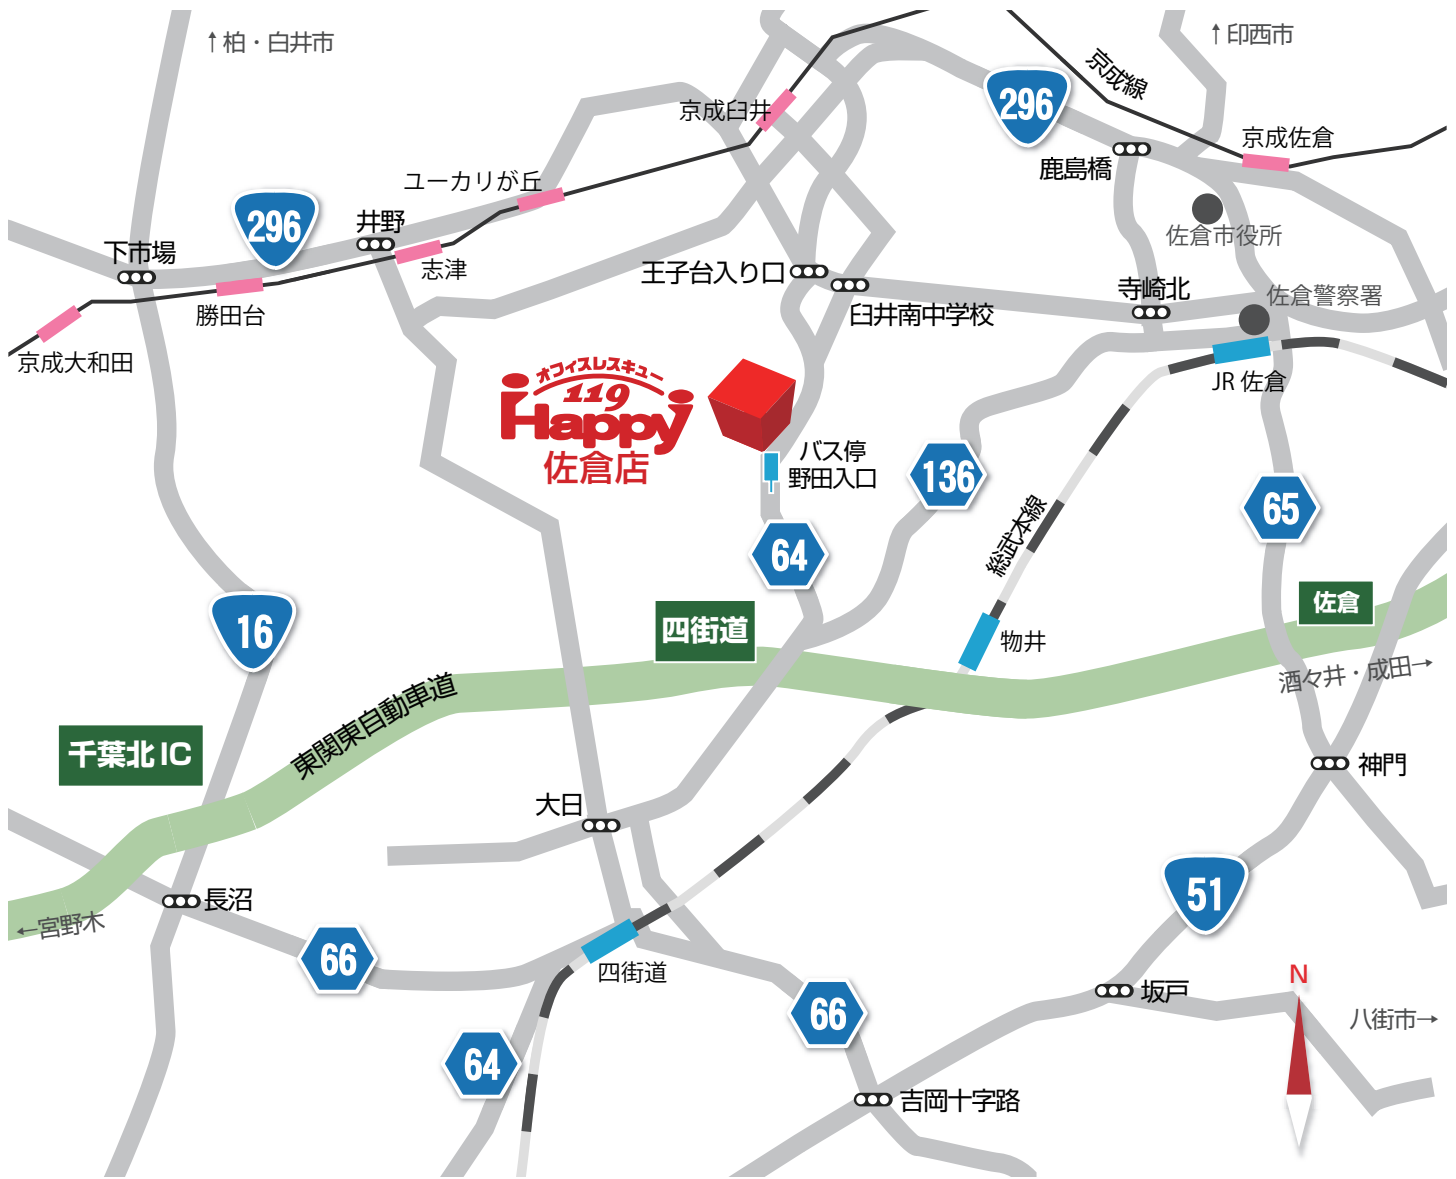 ↑柏・白井市
↑印西市
京成線
296
京成臼井
京成佐倉
鹿島橋
ユーカリが丘
296
井野
佐倉市役所
下市場
志津
王子台入り口
寺崎北
佐倉警察署
勝田台
臼井南中学校
京成大和田
オフィスレスキュー
119
Happy
佐倉店
JR 佐倉
バス停
野田入口
136
65
総武本線
64
佐倉
16
四街道
物井
酒々井・成田→
東関東自動車道
千葉北 IC
神門
大日
51
長沼
←宮野木
66
四街道
N
坂戸
66
八街市→
64
吉岡十字路